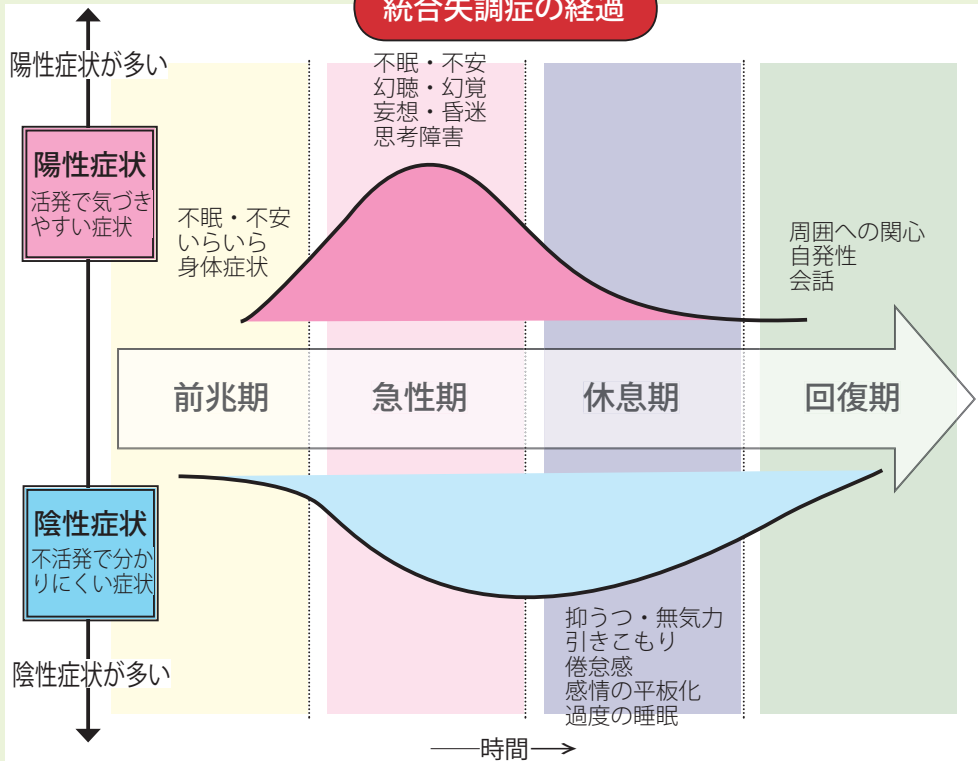 統合失調症の経過
陽性症状が多い
陽性症状
活発で気づき
やすい症状
不眠・不安
いらいら
身体症状
不眠・不安
幻聴・幻覚
妄想・昏迷
思考障害
周囲への関心
自発性
会話
前兆期
急性期
休息期
回復期
陰性症状
不活発で分か
りにくい症状
陰性症状が多い
抑うつ・無気力
引きこもり
倦怠感
感情の平板化
過度の睡眠
時間